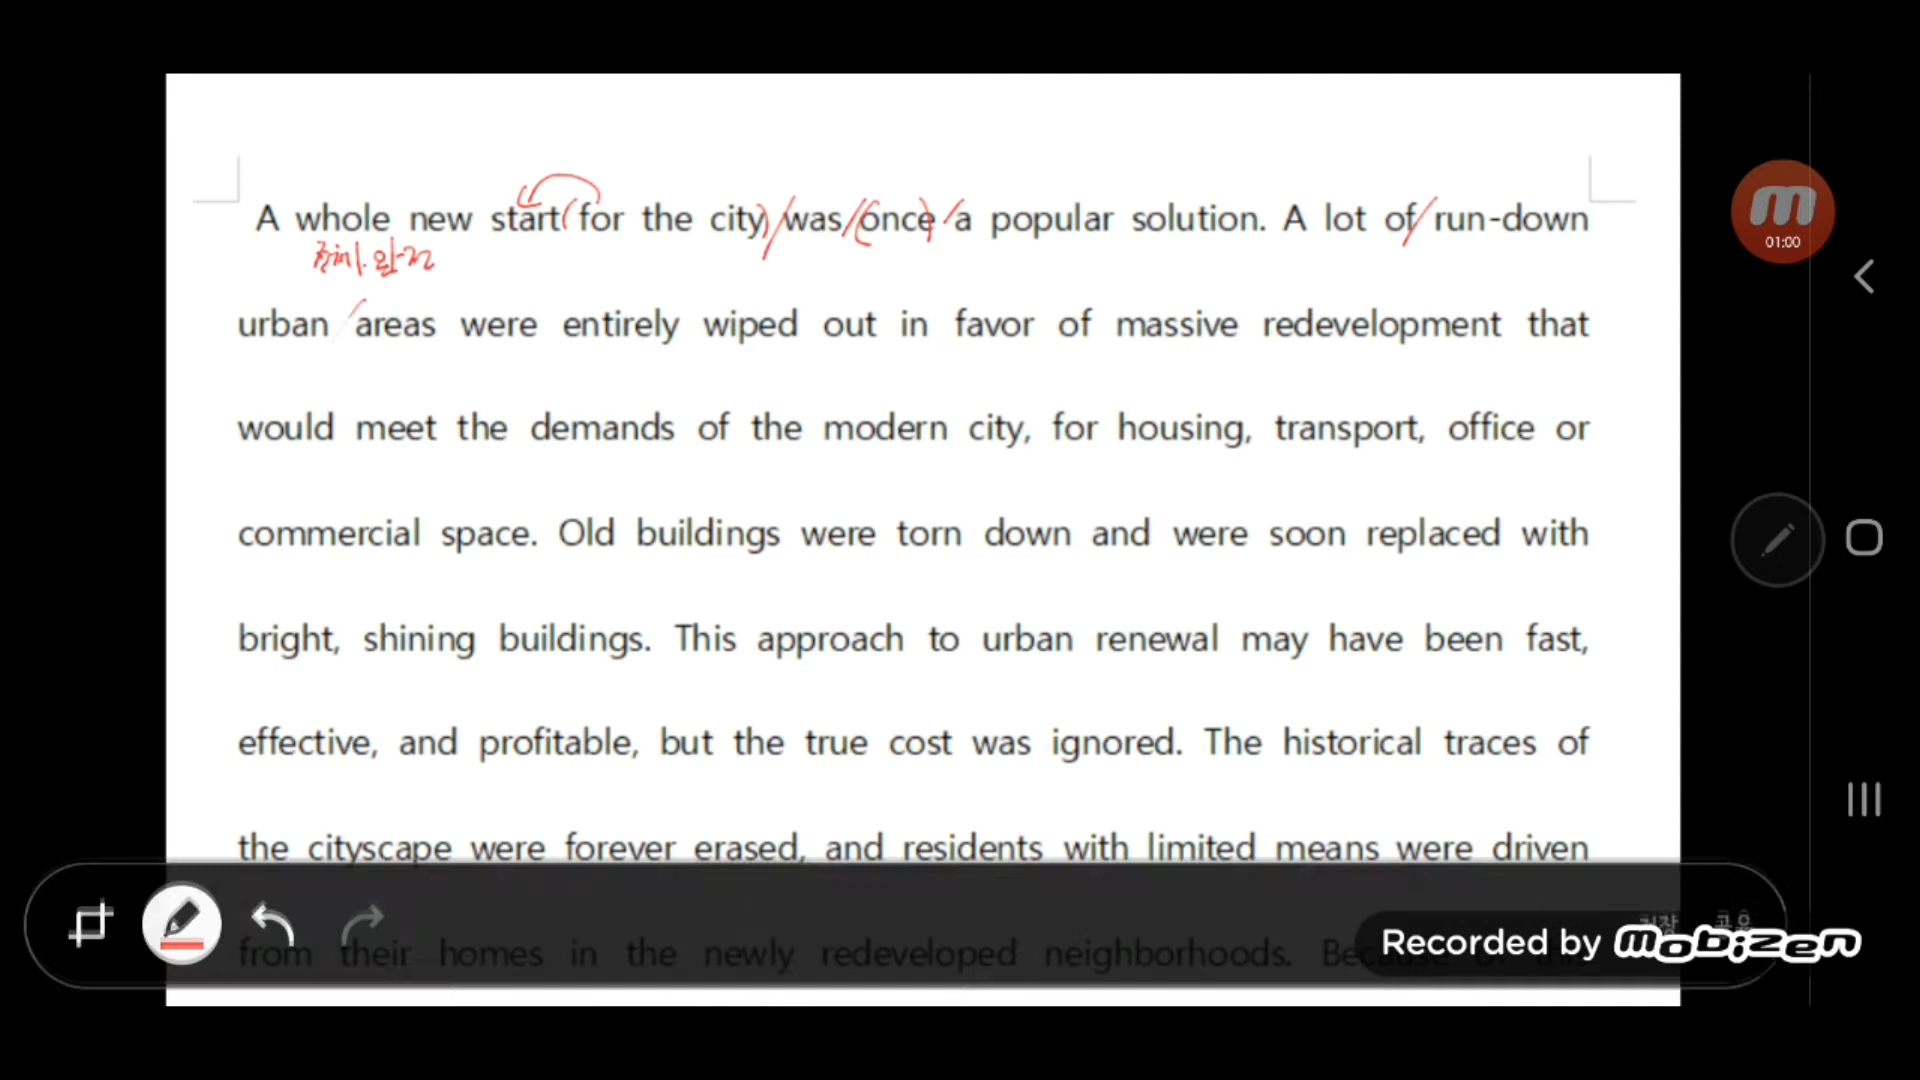 A whole new start for the city was once a popular solution. A lot of run-down
urban areas were entirely wiped out in favor of massive redevelopment that
would meet the demands of the modern city, for housing, transport, office or
commercial space. Old buildings were torn down and were soon replaced with
bright, shining buildings. This approach to urban renewal may have been fast,
effective, and profitable, but the true cost was ignored. The historical traces of
the cityscape were forever erased, and residents with limited means were driven
from their homes in the newly redeveloped neighborhoods.
01:00
Recorded by mobizen